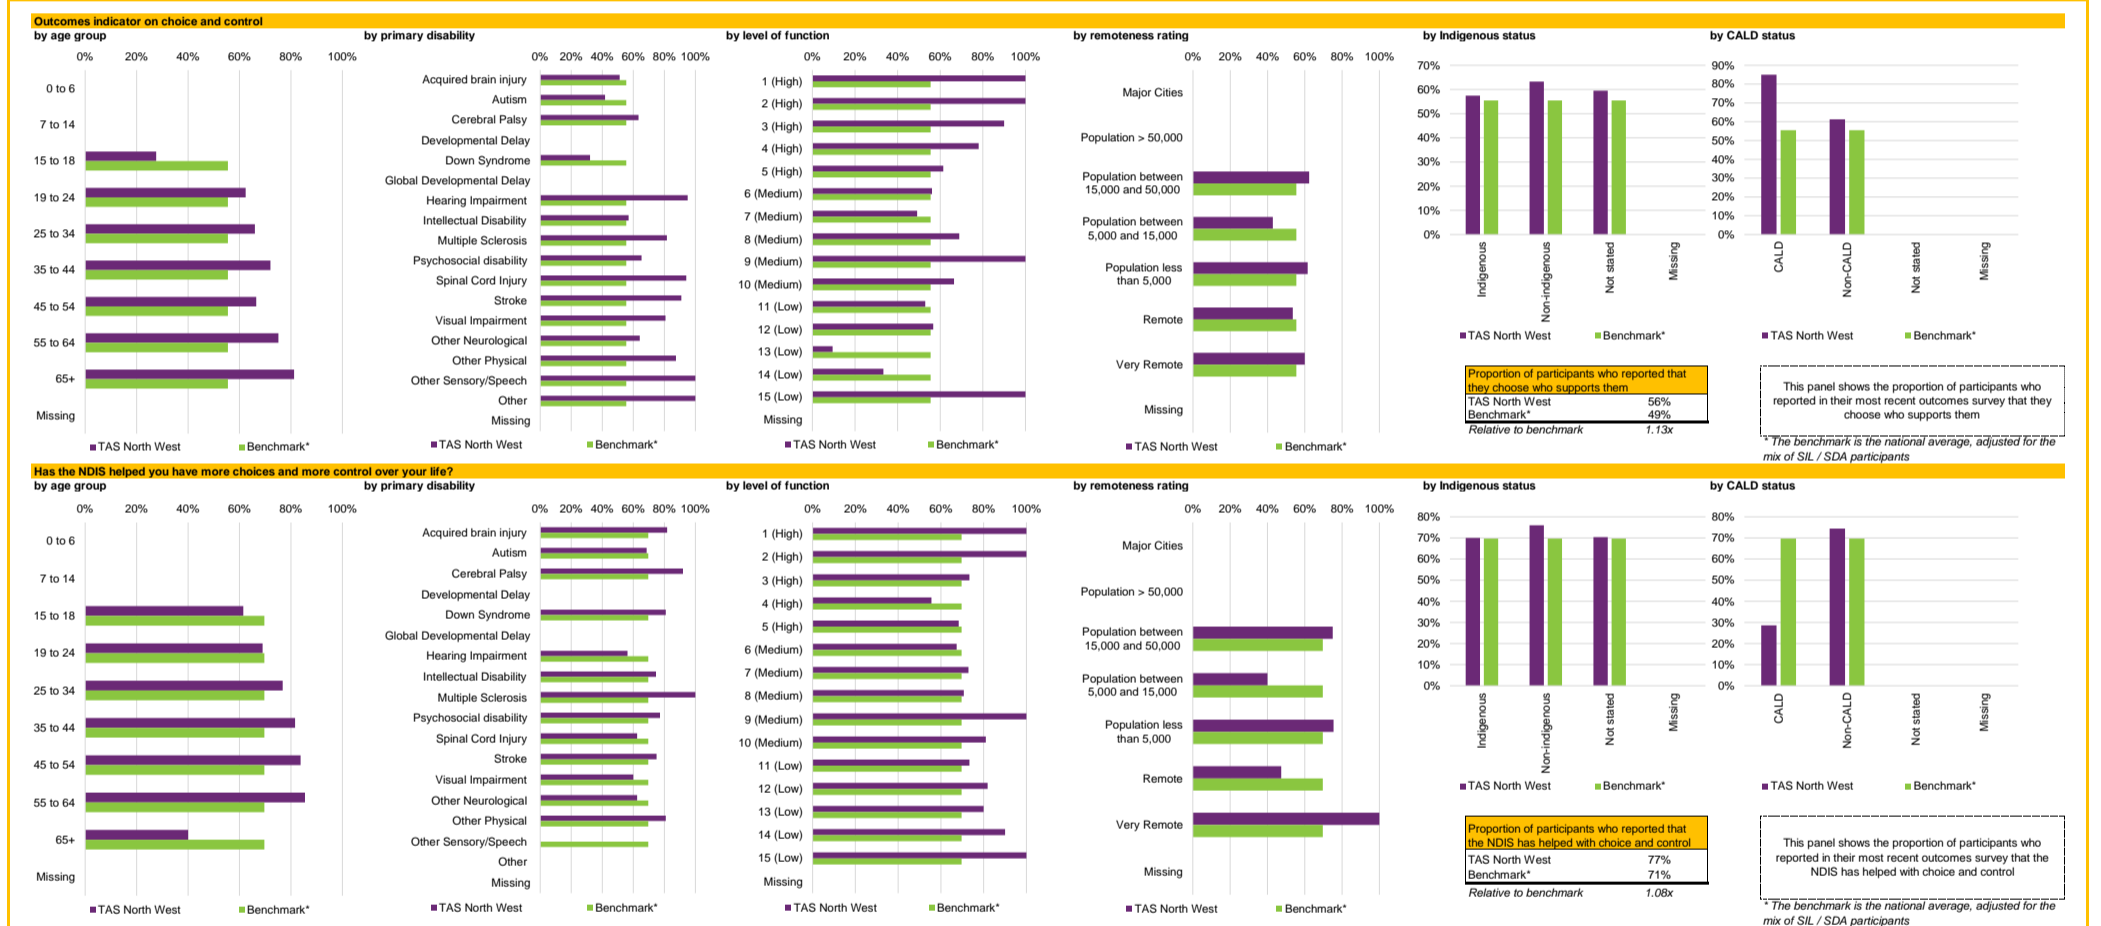 Outcomes indicator on choice and control
by age group
0% 20% 40% 60% 80% 100%
0 to 6
7 to 14
15 to 18
19 to 24
25 to 34
35 to 44
45 to 54
55 to 64
65+
Missing
TAS North West Benchmark*
by primary disability
0% 20% 40% 60% 80% 100%
Acquired brain injury
Autism
Cerebral Palsy
Developmental Delay
Down Syndrome
Global Developmental Delay
Hearing Impairment
Intellectual Disability
Multiple Sclerosis
Psychosocial disability
Spinal Cord Injury
Stroke
Visual Impairment
Other Neurological
Other Physical
Other Sensory/Speech
Other
Missing
TAS North West Benchmark*
by level of function
0% 20% 40% 60% 80% 100%
1 (High)
2 (High)
3 (High)
4 (High)
5 (High)
6 (Medium)
7 (Medium)
8 (Medium)
9 (Medium)
10 (Medium)
11 (Low)
12 (Low)
13 (Low)
14 (Low)
15 (Low)
Missing
TAS North West Benchmark*
by remoteness rating
0% 20% 40% 60% 80% 100%
Major Cities
Population > 50,000
Population between
15,000 and 50,000
Population between
5,000 and 15,000
Population less
than 5,000
Remote
Very Remote
Missing
TAS North West Benchmark*
by Indigenous status
70%
60%
50%
40%
30%
20%
10%
0%
Indigenous
Non-indigenous
Not stated
Missing
TAS North West Benchmark*
by CALD status
90%
80%
70%
60%
50%
40%
30%
20%
10%
0%
CALD
Non-CALD
Not stated
Missing
TAS North West Benchmark*
Proportion of participants who reported that
they choose who supports them
TAS North West 56%
Benchmark* 49%
Relative to benchmark 1.13x
This panel shows the proportion of participants who
reported in their most recent outcomes survey that they
choose who supports them
* The benchmark is the national average, adjusted for the
mix of SIL / SDA participants
Has the NDIS helped you have more choices and more control over your life?
by age group
0% 20% 40% 60% 80% 100%
0 to 6
7 to 14
15 to 18
19 to 24
25 to 34
35 to 44
45 to 54
55 to 64
65+
Missing
TAS North West Benchmark*
by primary disability
0% 20% 40% 60% 80% 100%
Acquired brain injury
Autism
Cerebral Palsy
Developmental Delay
Down Syndrome
Global Developmental Delay
Hearing Impairment
Intellectual Disability
Multiple Sclerosis
Psychosocial disability
Spinal Cord Injury
Stroke
Visual Impairment
Other Neurological
Other Physical
Other Sensory/Speech
Other
Missing
TAS North West Benchmark*
by level of function
0% 20% 40% 60% 80% 100%
1 (High)
2 (High)
3 (High)
4 (High)
5 (High)
6 (Medium)
7 (Medium)
8 (Medium)
9 (Medium)
10 (Medium)
11 (Low)
12 (Low)
13 (Low)
14 (Low)
15 (Low)
Missing
TAS North West Benchmark*
by remoteness rating
0% 20% 40% 60% 80% 100%
Major Cities
Population > 50,000
Population between
15,000 and 50,000
Population between
5,000 and 15,000
Population less
than 5,000
Remote
Very Remote
Missing
TAS North West Benchmark*
by Indigenous status
80%
70%
60%
50%
40%
30%
20%
10%
0%
Indigenous
Non-indigenous
Not stated
Missing
TAS North West Benchmark*
by CALD status
80%
70%
60%
50%
40%
30%
20%
10%
0%
CALD
Non-CALD
Not stated
Missing
TAS North West Benchmark*
Proportion of participants who reported that
the NDIS has helped with choice and control
TAS North West 77%
Benchmark* 71%
Relative to benchmark 1.08x
This panel shows the proportion of participants who
reported in their most recent outcomes survey that the
NDIS has helped with choice and control
* The benchmark is the national average, adjusted for the
mix of SIL / SDA participants